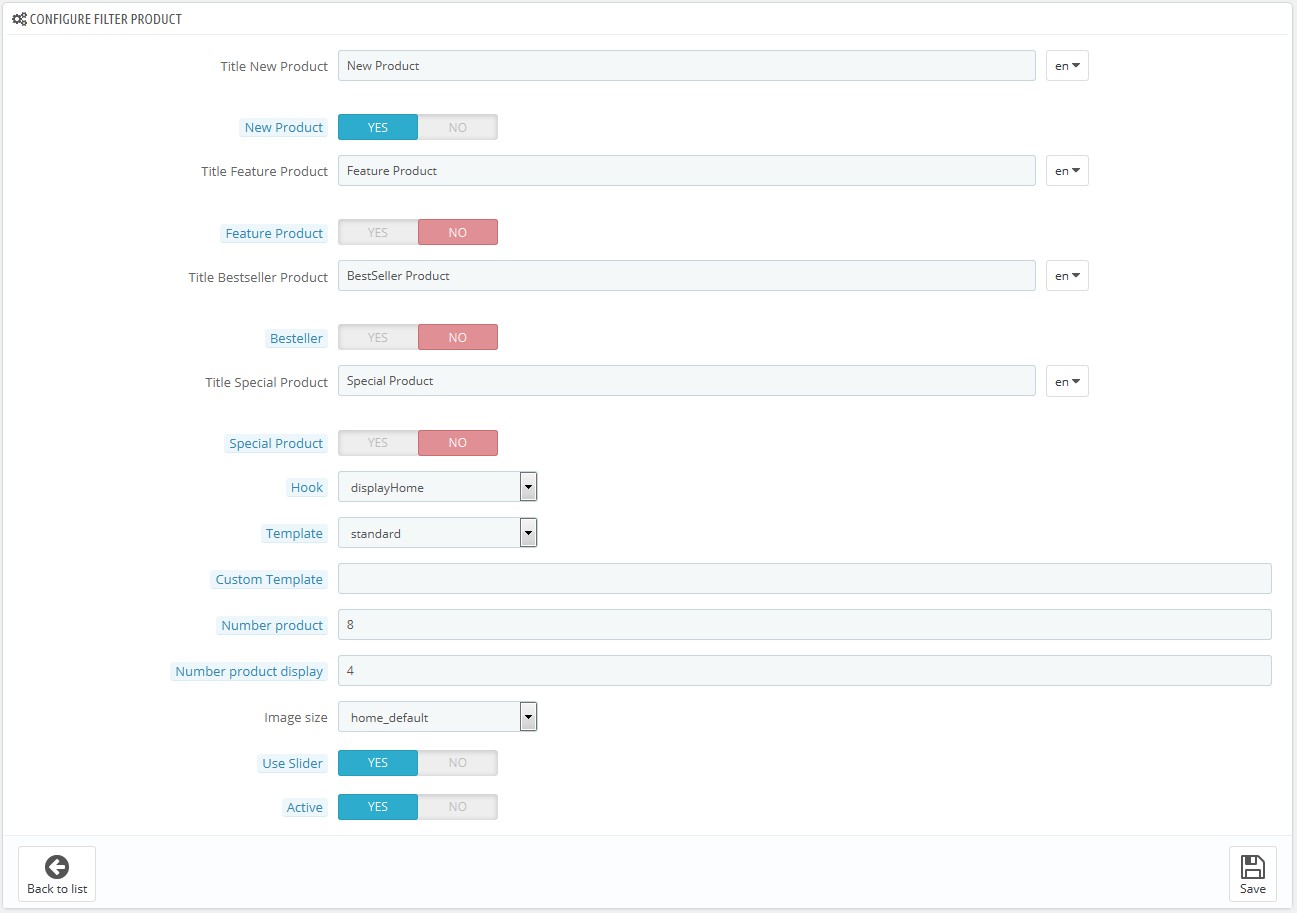 CONFIGURE FILTER PRODUCT
Title New Product New Product en
New Product YES NO
Title Feature Product Feature Product en
Feature Product YES NO
Title Bestseller Product BestSeller Product en
Besteller YES NO
Title Special Product Special Product en
Special Product YES NO
Hook displayHome
Template standard
Custom Template
Number product 8
Number product display 4
Image size home_default
Use Slider YES NO
Active YES NO
Back to list Save